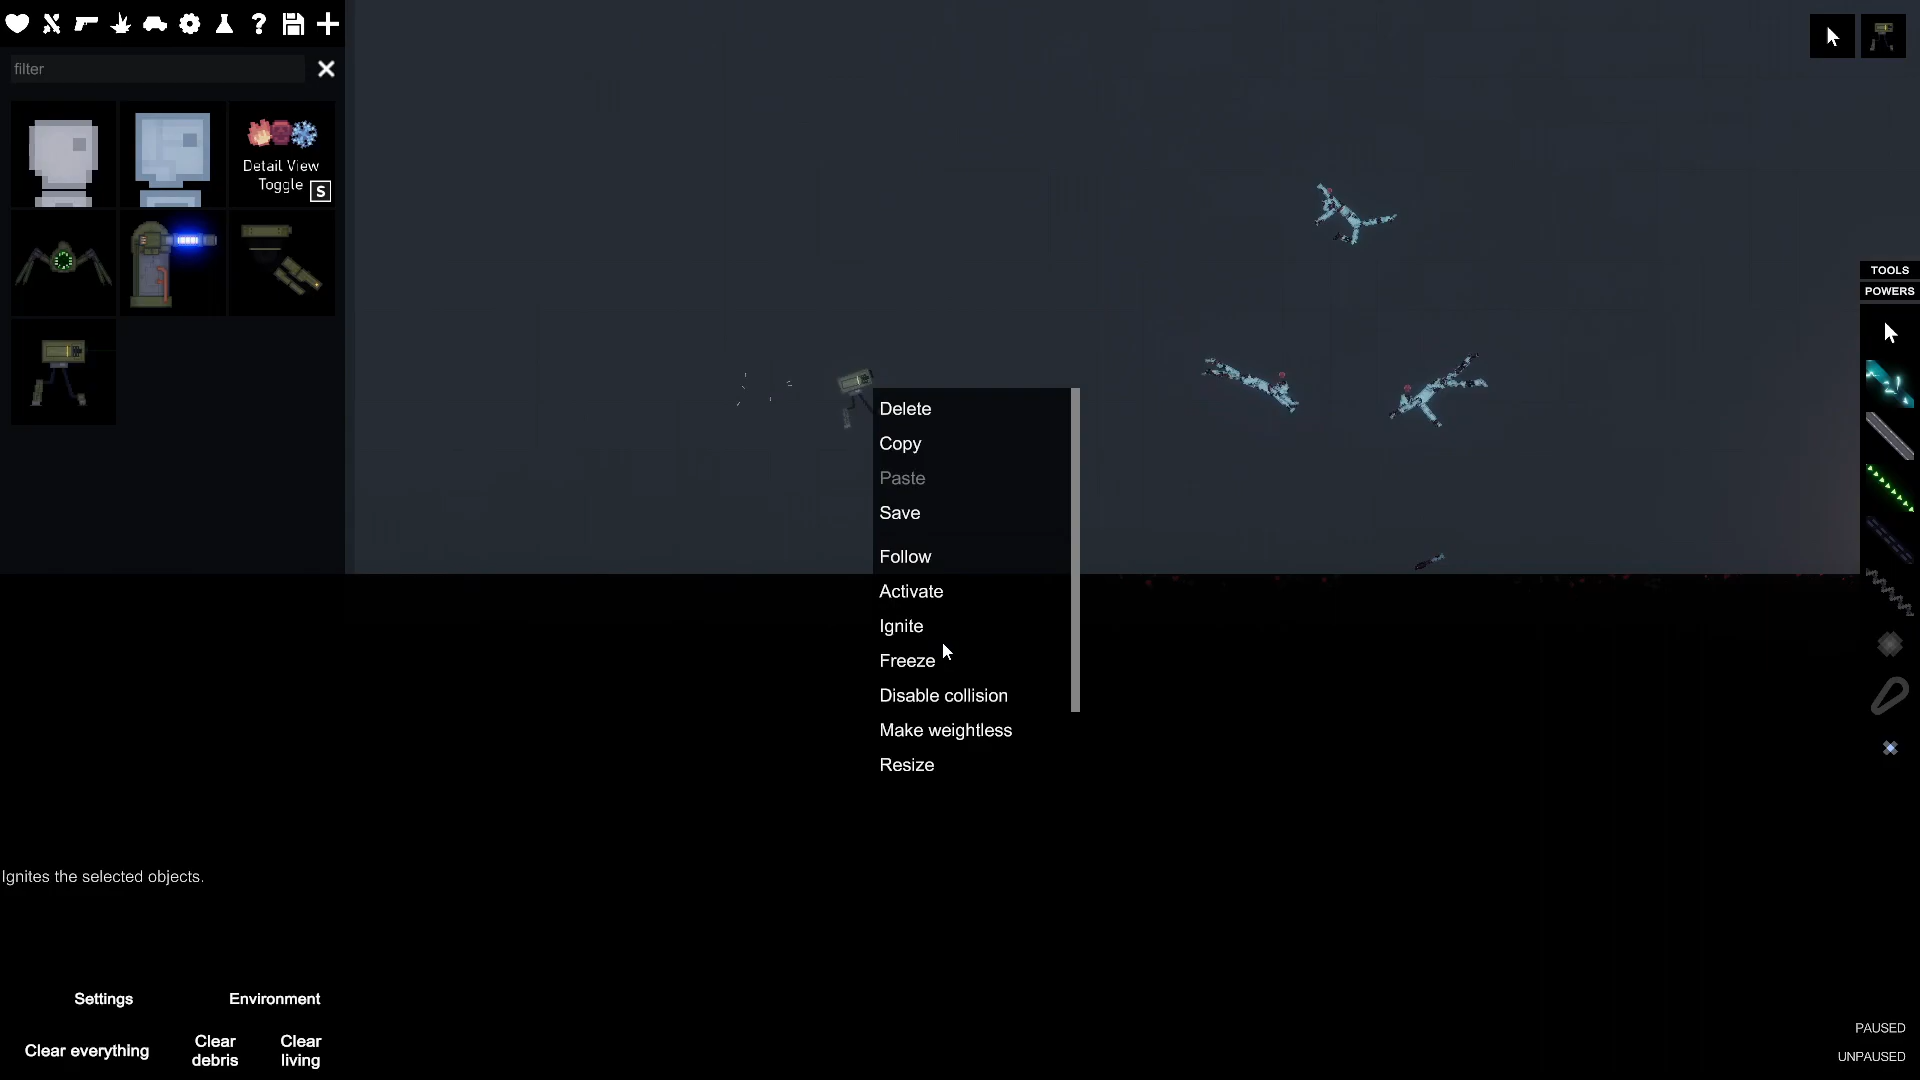 filter
Detail View
Toggle
S
TOOLS
POWERS
Delete
Copy
Paste
Save
Follow
Activate
Ignite
Freeze
Disable collision
Make weightless
Resize
Ignites the selected objects.
Settings
Environment
Clear everything
Clear
debris
Clear
living
PAUSED
UNPAUSED